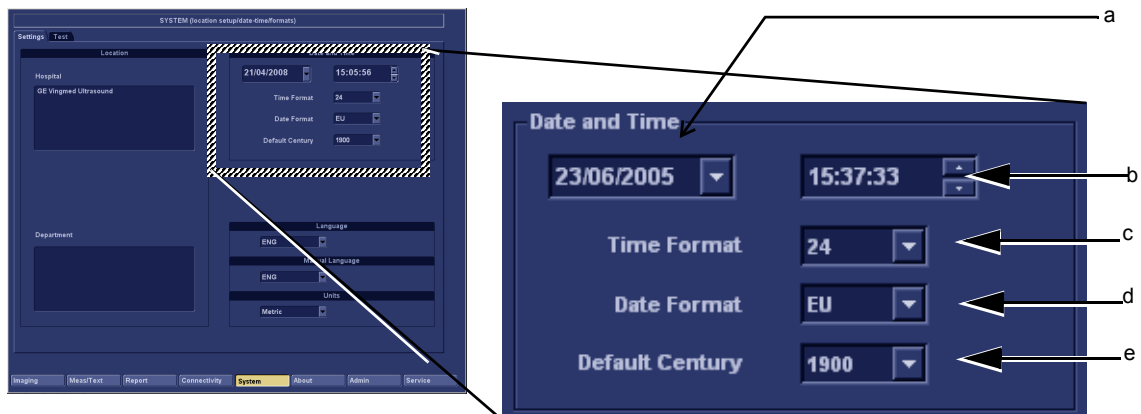 SYSTEM (location setup/date-time/formats)
Settings Test
Location
Hospital
GE Vingmed Ultrasound
Department
21/04/2008 15:05:56
Time Format 24
Date Format EU
Default Century 1900
Language
ENG
Manual Language
ENG
Units
Metric
Imaging Meas/Text Report Connectivity System About Admin Service
Date and Time
23/06/2005 15:37:33
Time Format 24
Date Format EU
Default Century 1900
a
b
c
d
e